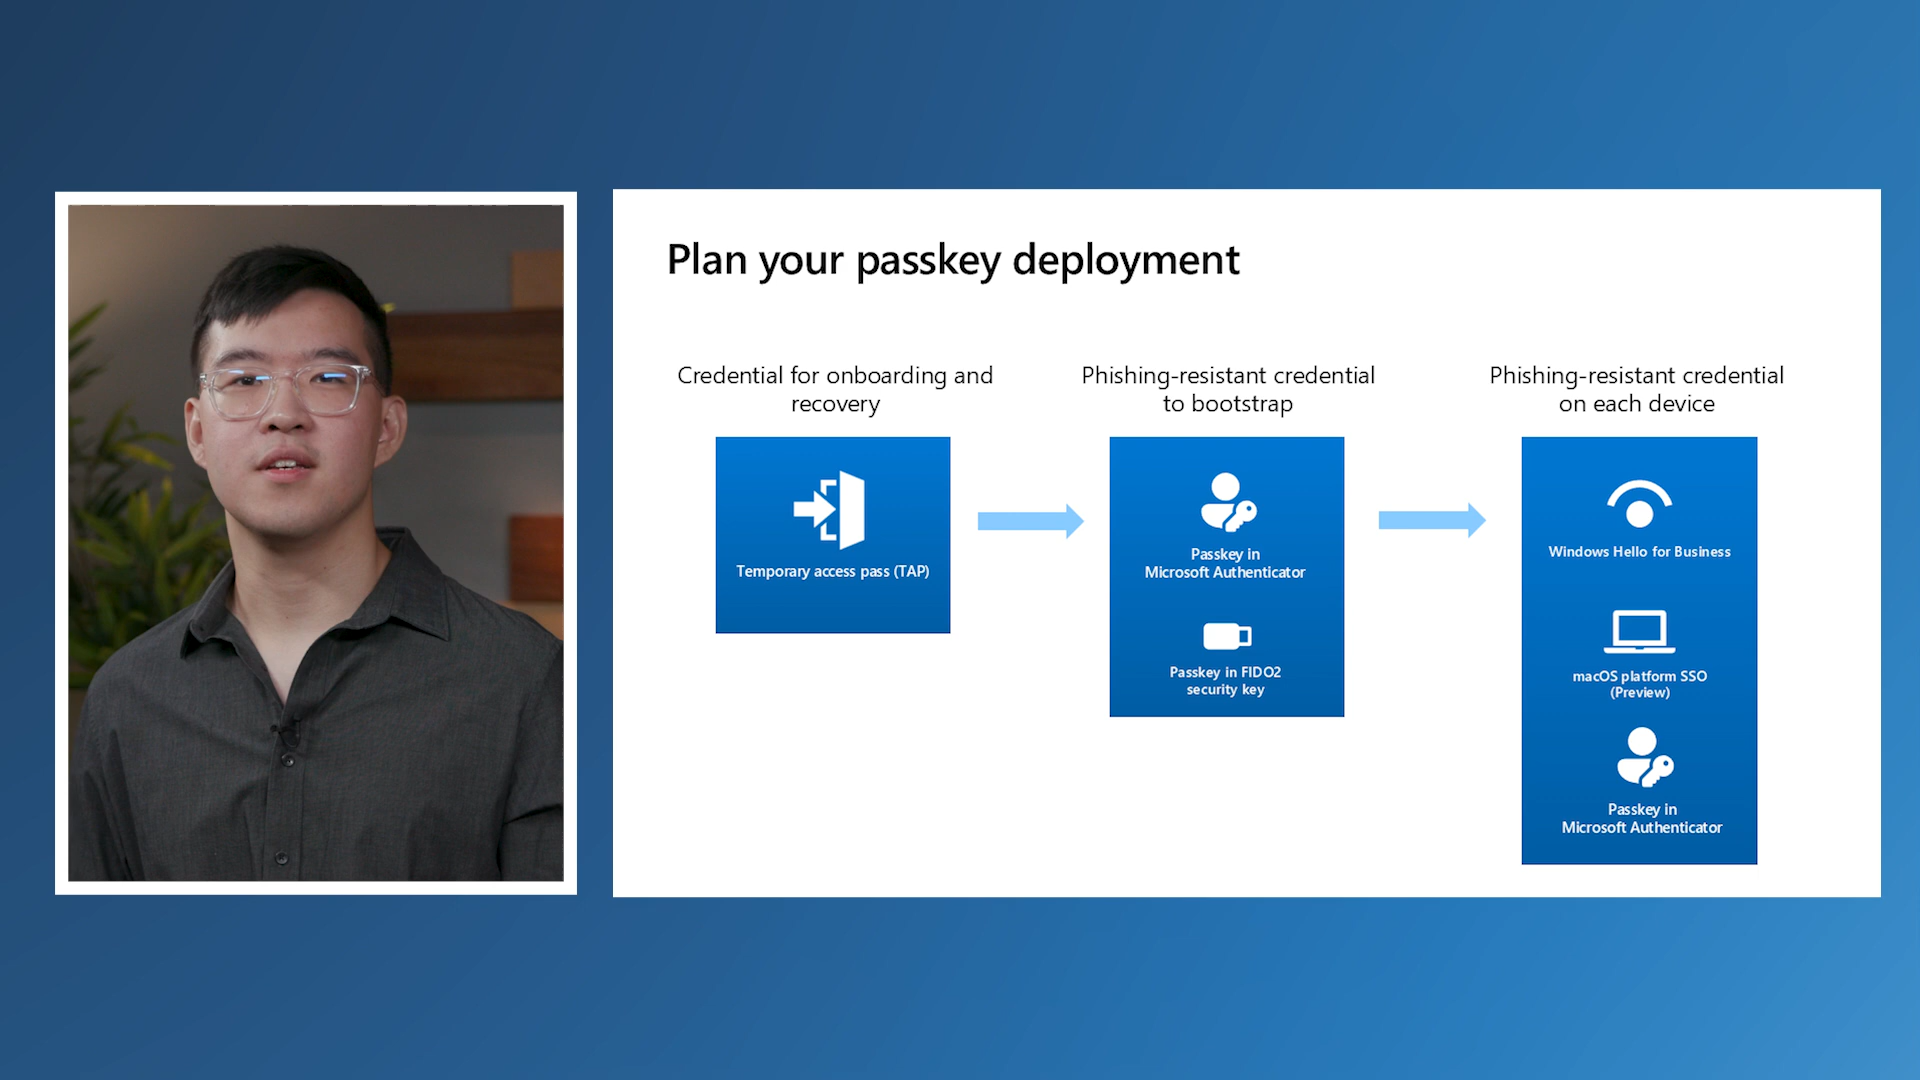 Plan your passkey deployment
Credential for onboarding and
recovery
Temporary access pass (TAP)
Phishing-resistant credential
to bootstrap
Passkey in
Microsoft Authenticator
Passkey in FIDO2
security key
Phishing-resistant credential
on each device
Windows Hello for Business
macOS platform SSO
(Preview)
Passkey in
Microsoft Authenticator